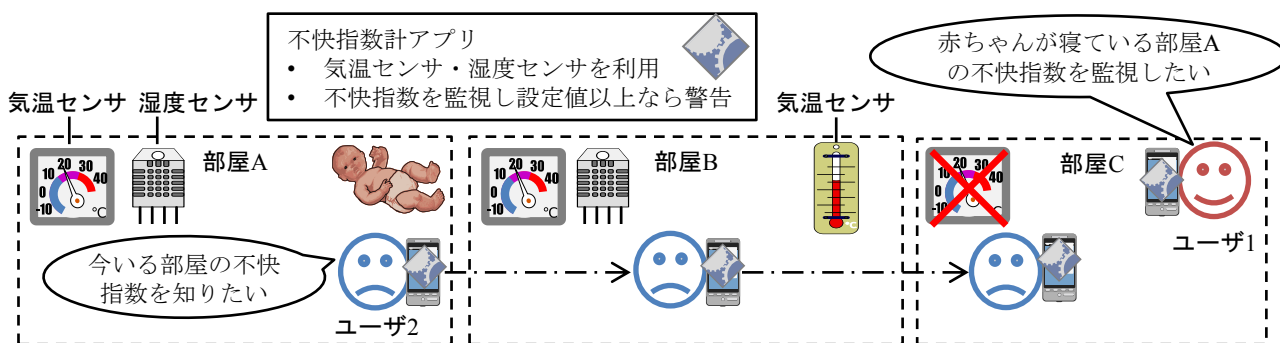 不快指数計アプリ
• 気温センサ・湿度センサを利用
• 不快指数を監視し設定値以上なら警告
赤ちゃんが寝ている部屋A
の不快指数を監視したい
気温センサ 湿度センサ
気温センサ
部屋A
部屋B
部屋C
-10 0 10 20 30 40 °C
-10 0 10 20 30 40 °C
°C
-10 0 10 20 30 40 °C
ユーザ1
今いる部屋の不快
指数を知りたい
ユーザ2